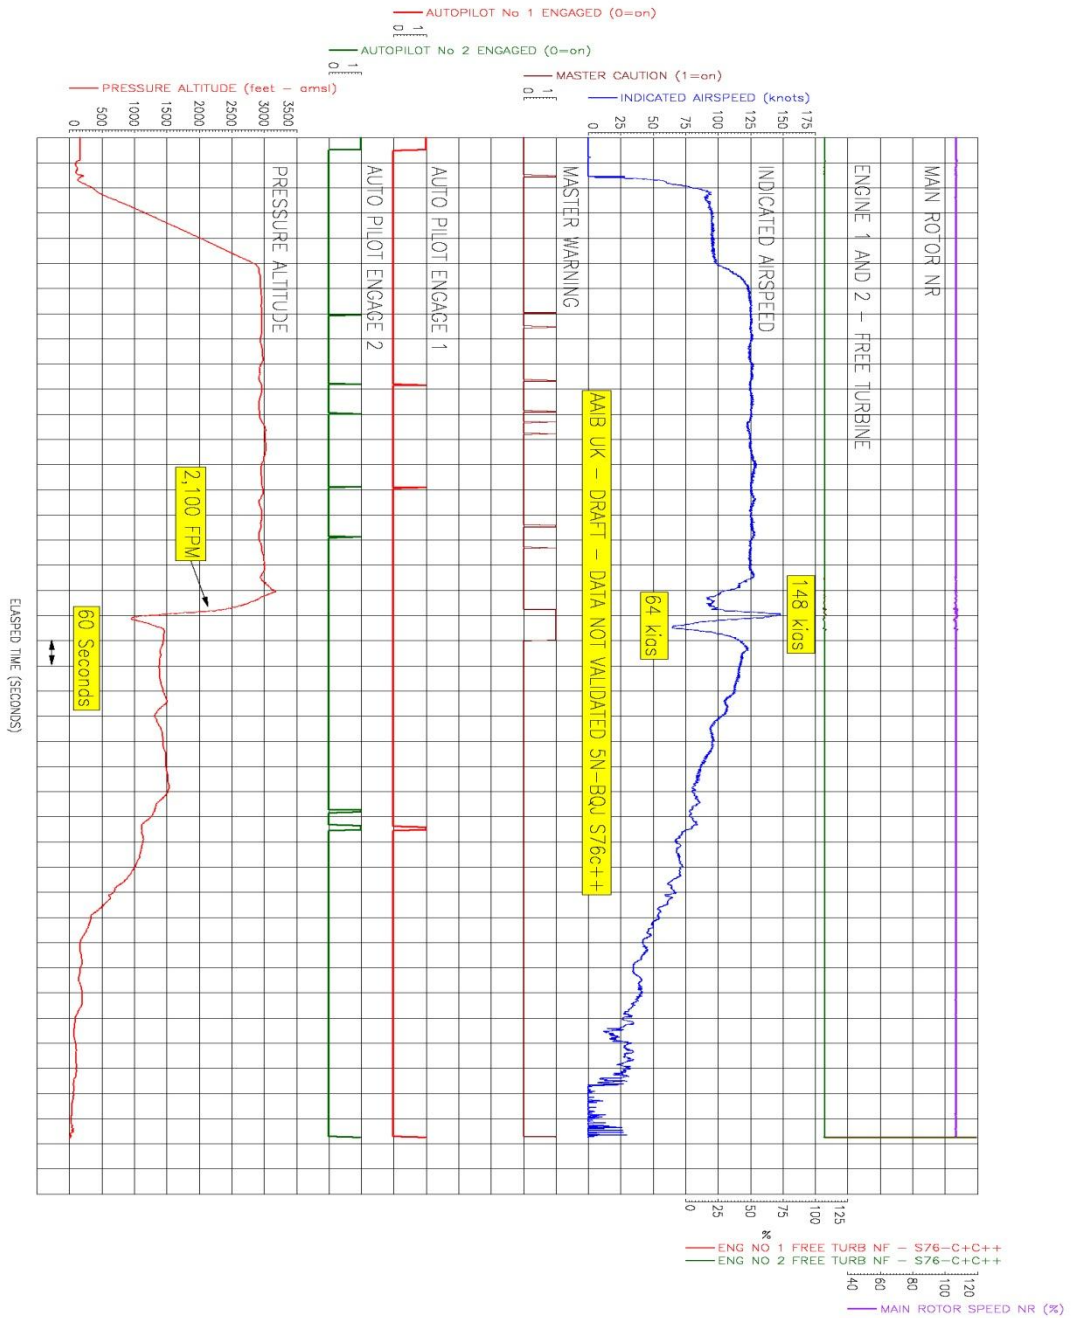 AUTOPILOT No 1 ENGAGED (0=on)
0 1
AUTOPILOT No 2 ENGAGED (0=on)
0 1
MASTER CAUTION (1=on)
0 1
PRESSURE ALTITUDE (feet - amsl)
0 500 1000 1500 2000 2500 3000 3500
INDICATED AIRSPEED (knots)
0 25 50 75 100 125 150 175
MAIN ROTOR NR
ENGINE 1 AND 2 - FREE TURBINE
INDICATED AIRSPEED
MASTER WARNING
AUTO PILOT ENGAGE 1
AUTO PILOT ENGAGE 2
PRESSURE ALTITUDE
AAIB UK - DRAFT - DATA NOT VALIDATED 5N-BQJ S76c++
2,100 FPM
148 kias
64 kias
60 Seconds
ELASPED TIME (SECONDS)
0 25 50 75 100 125
%
ENG NO 1 FREE TURB NF - S76-C+C++
ENG NO 2 FREE TURB NF - S76-C+C++
40 60 80 100 120
MAIN ROTOR SPEED NR (%)